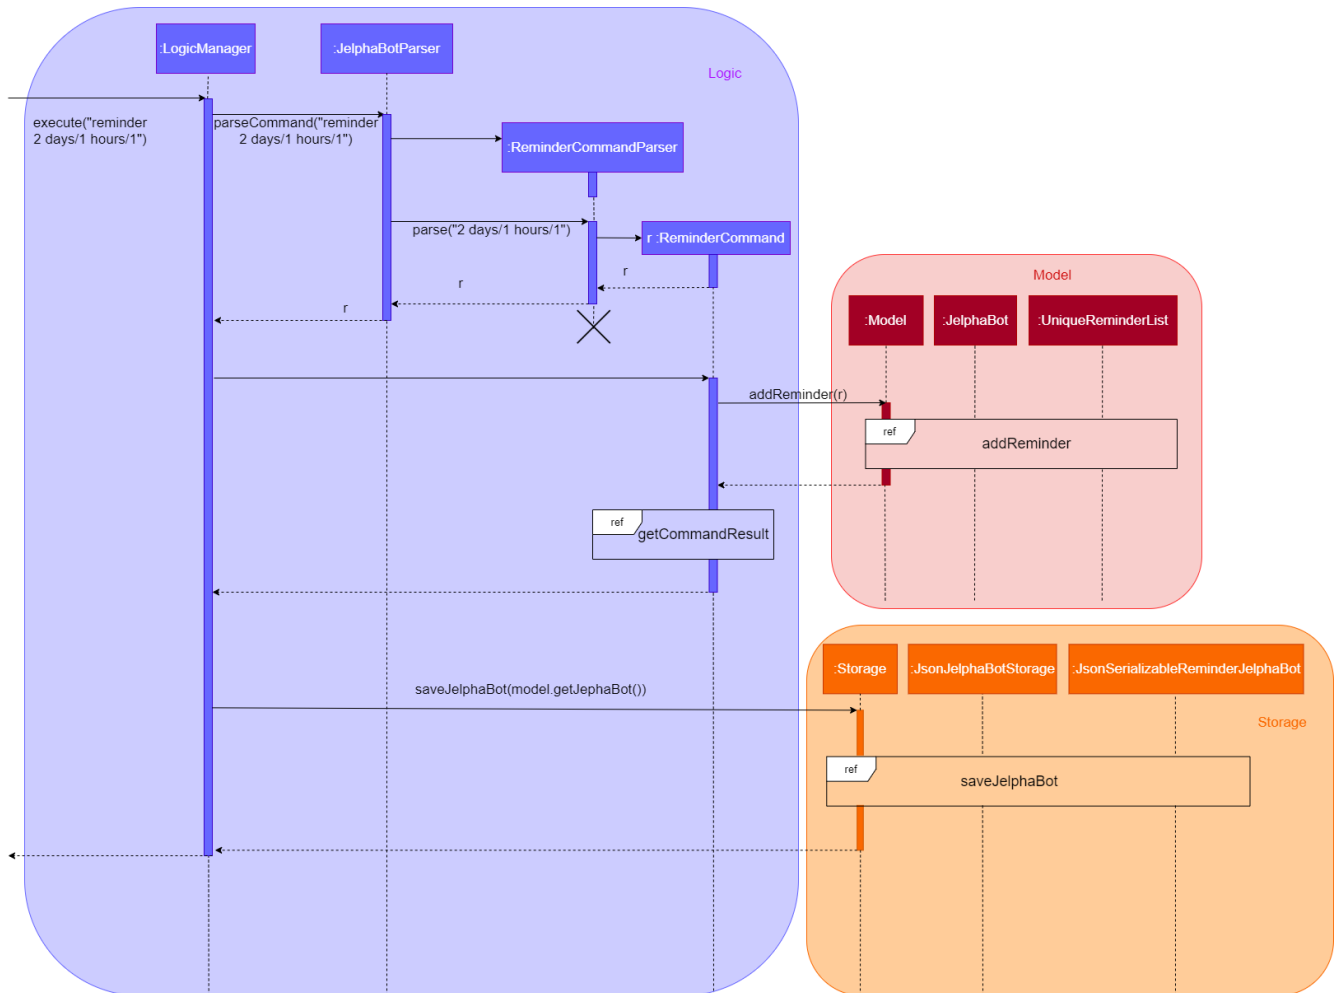 :LogicManager
:JelphaBotParser
Logic
execute("reminder
2 days/1 hours/1")
parseCommand("reminder
2 days/1 hours/1")
:ReminderCommandParser
parse("2 days/1 hours/1")
r :ReminderCommand
r
r
r
Model
:Model
:JelphaBot
:UniqueReminderList
addReminder(r)
ref
addReminder
ref
getCommandResult
:Storage
:JsonJelphaBotStorage
:JsonSerializableReminderJelphaBot
saveJelphaBot(model.getJephaBot())
Storage
ref
saveJelphaBot